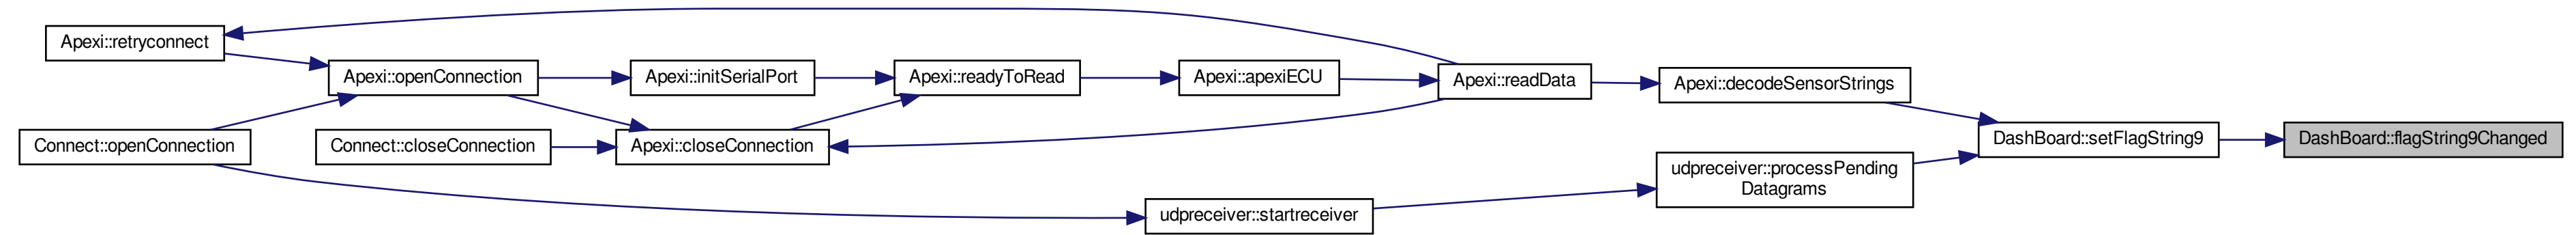 Apexi::retryconnect
Apexi::openConnection
Apexi::initSerialPort
Apexi::readyToRead
Apexi::apexiECU
Apexi::readData
Apexi::decodeSensorStrings
Connect::openConnection
Connect::closeConnection
Apexi::closeConnection
DashBoard::setFlagString9
DashBoard::flagString9Changed
udpreceiver::processPending
Datagrams
udpreceiver::startreceiver